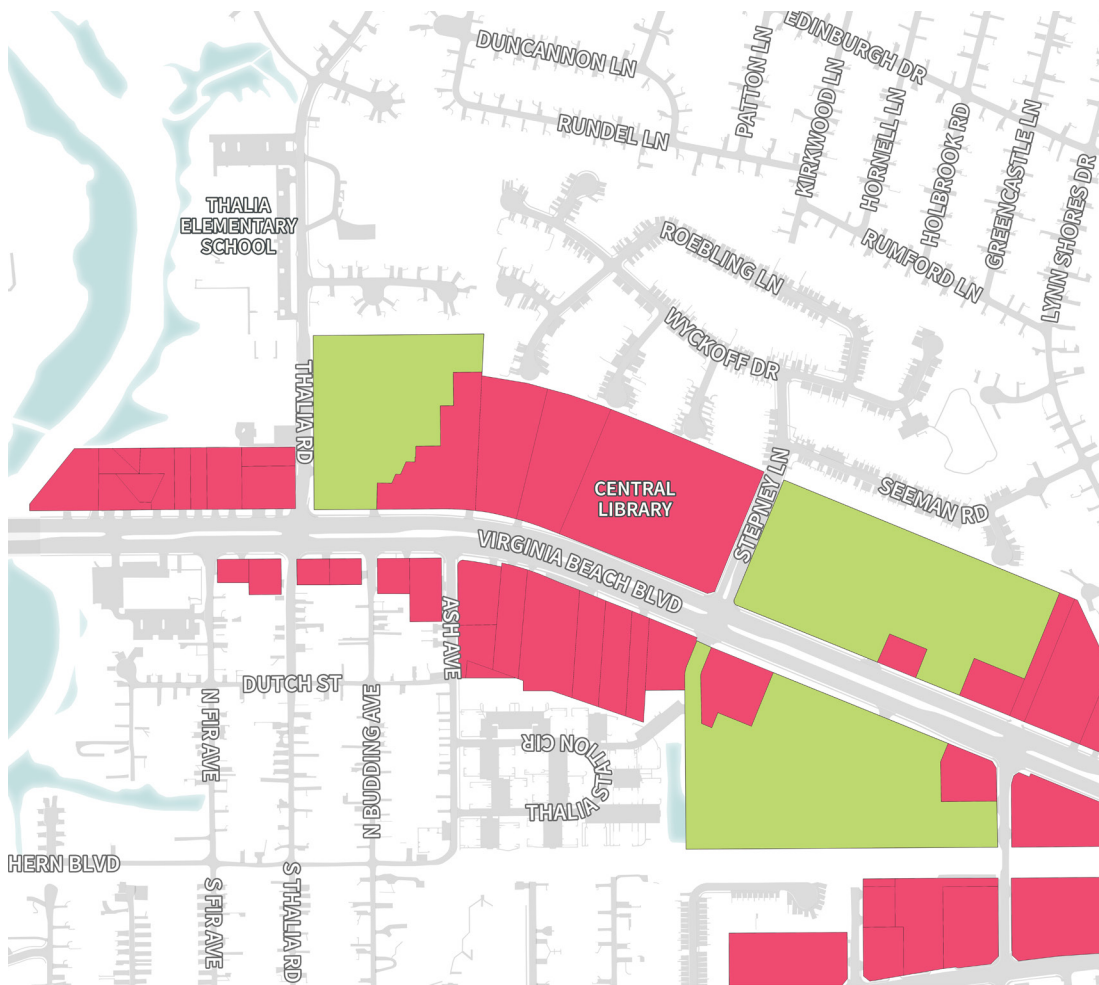 EDINBURGH DR
DUNCANNON LN
PATTON LN
KIRKWOOD LN
HORNELL LN
HOLBROOK RD
GREENCASTLE LN
LYNN SHORES DR
RUNDEL LN
THALIA
ELEMENTARY
SCHOOL
ROEBLING LN
RUMFORD LN
WYCKOFF DR
THALIA RD
CENTRAL
LIBRARY
STEPNEY LN
SEEMAN RD
VIRGINIA BEACH BLVD
ASH AVE
DUTCH ST
N FIR AVE
N BUDDING AVE
THALIA STATION CIR
HERN BLVD
S FIR AVE
S THALIA RD